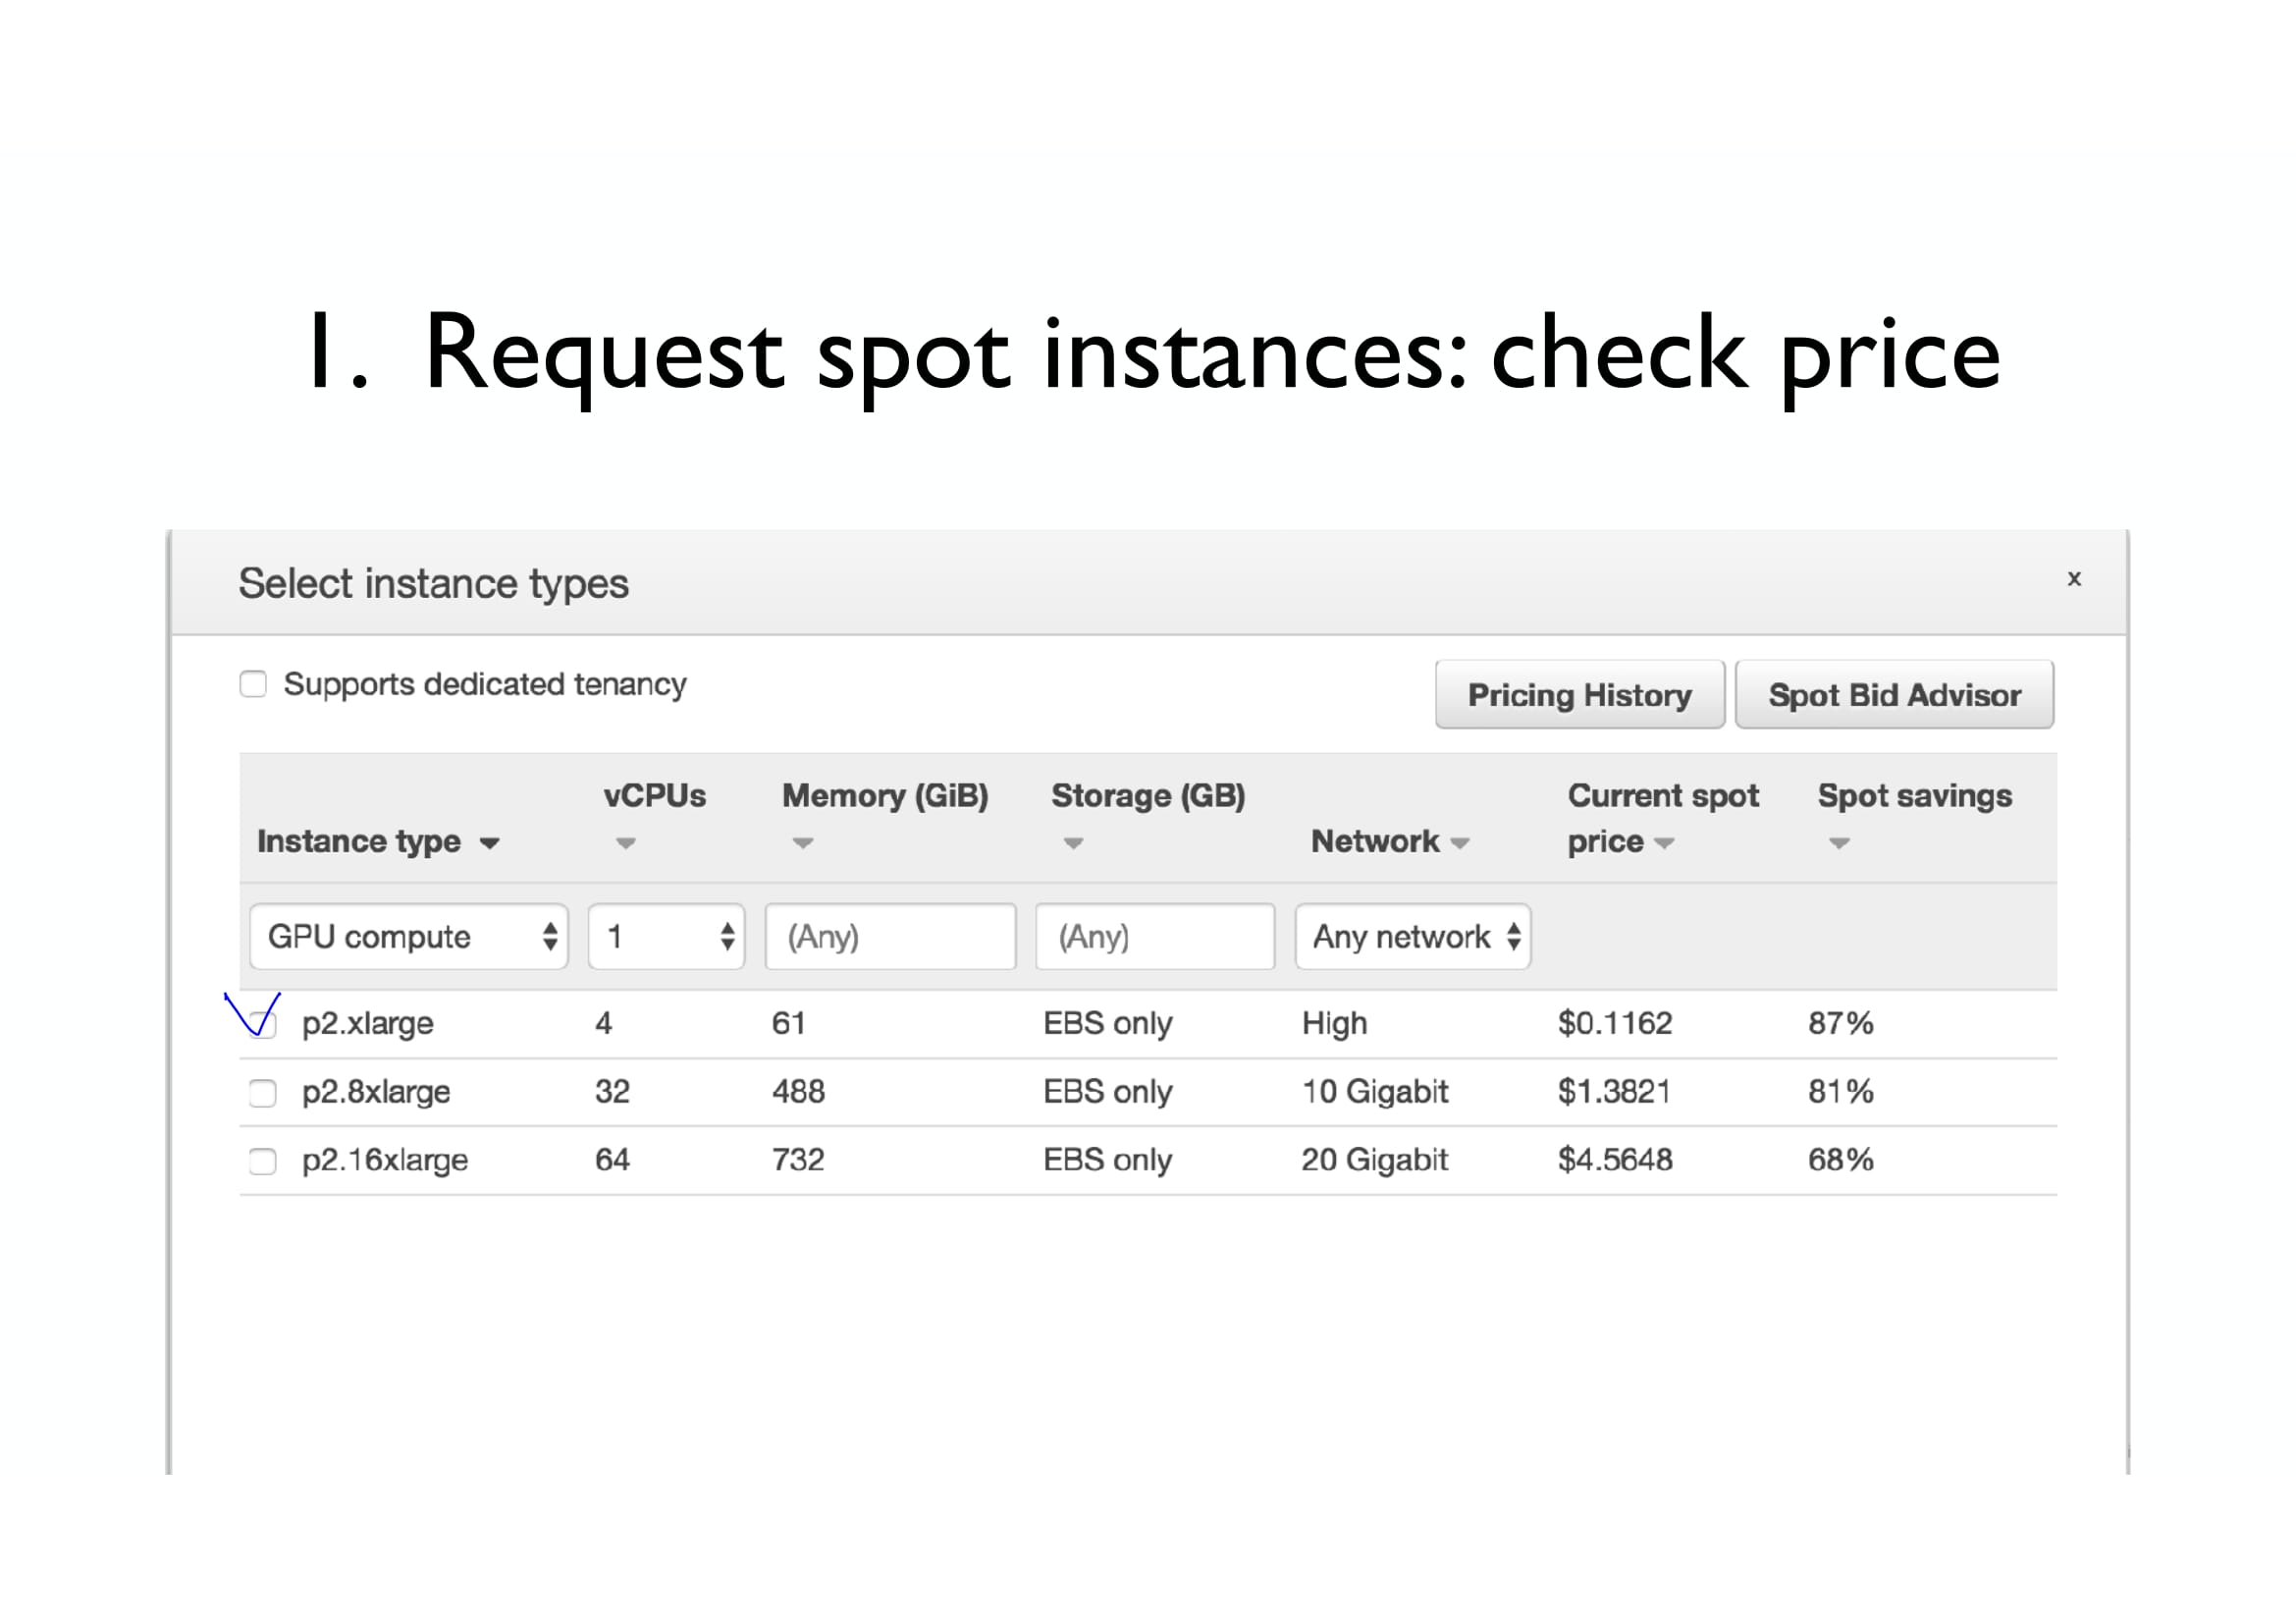 1. Request spot instances: check price
Select instance types
x
Supports dedicated tenancy
Pricing History
Spot Bid Advisor
Instance type vCPUs Memory (GiB) Storage (GB) Network Current spot price Spot savings
GPU compute 1 (Any) (Any) Any network
p2.xlarge 4 61 EBS only High $0.1162 87%
p2.8xlarge 32 488 EBS only 10 Gigabit $1.3821 81%
p2.16xlarge 64 732 EBS only 20 Gigabit $4.5648 68%